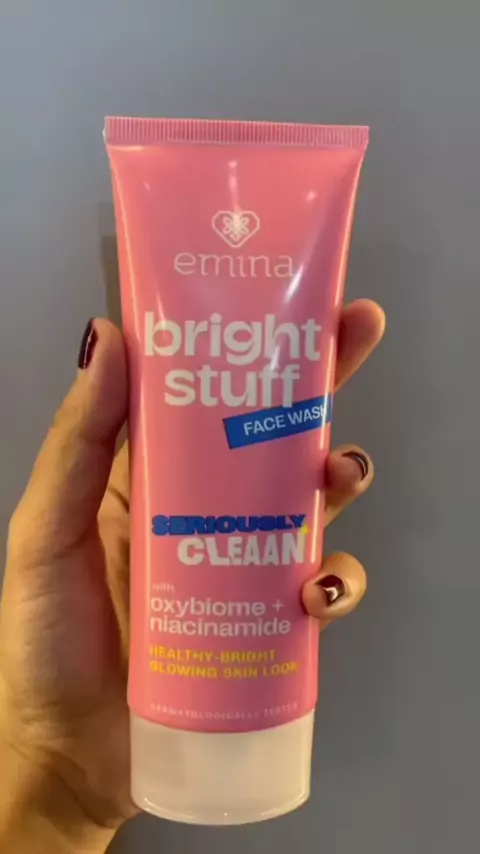 emina
bright
stuff
FACE WASH
SERIOUSLY
CLEAAN
with
oxybiome +
niacinamide
HEALTHY-BRIGHT
GLOWING SKIN LOOK
DERMATOLOGICALLY TESTED